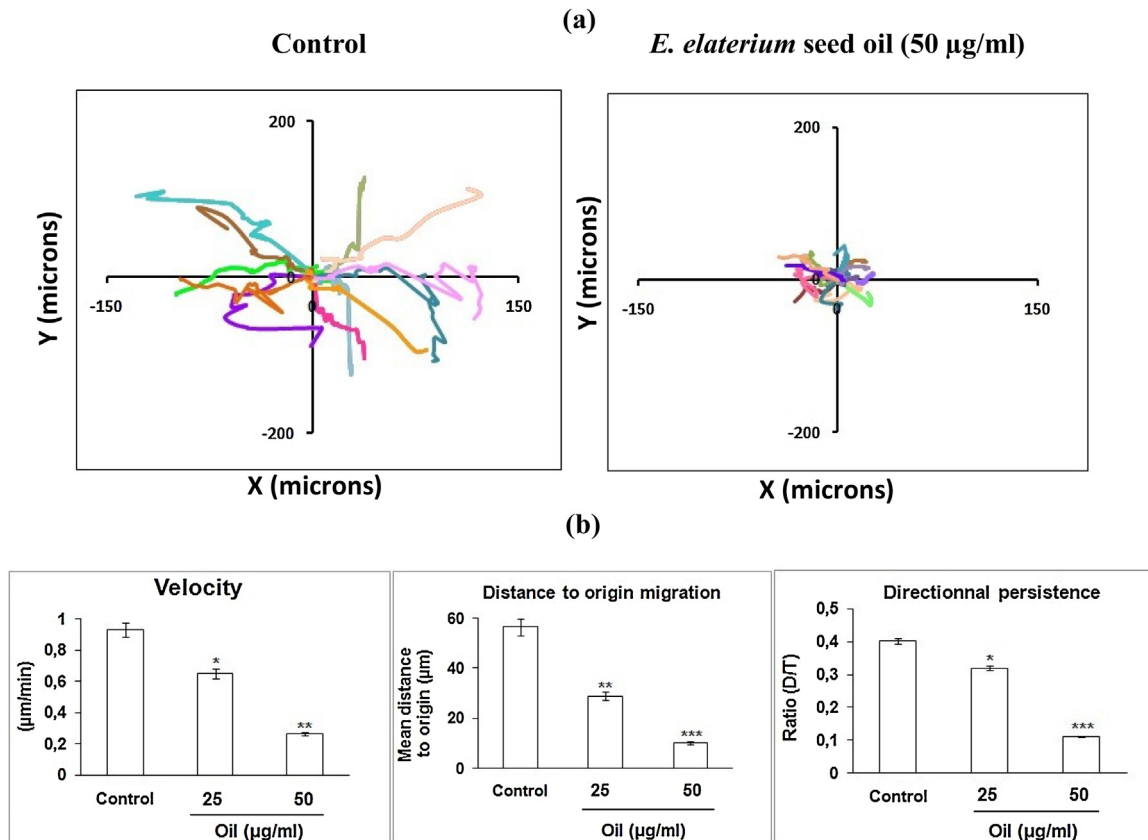 (a)
Control
E. elaterium seed oil (50 µg/ml)
200
0
-150
0
150
-200
Y (microns)
X (microns)
200
0
-150
0
150
-200
Y (microns)
X (microns)
(b)
Velocity
(µm/min)
1
0,8
0,6
0,4
0,2
0
*
**
Control
25
50
Oil (µg/ml)
Distance to origin migration
Mean distance
to origin (µm)
60
40
20
0
**
***
Control
25
50
Oil (µg/ml)
Directionnal persistence
Ratio (D/T)
0,5
0,4
0,3
0,2
0,1
0
*
***
Control
25
50
Oil (µg/ml)